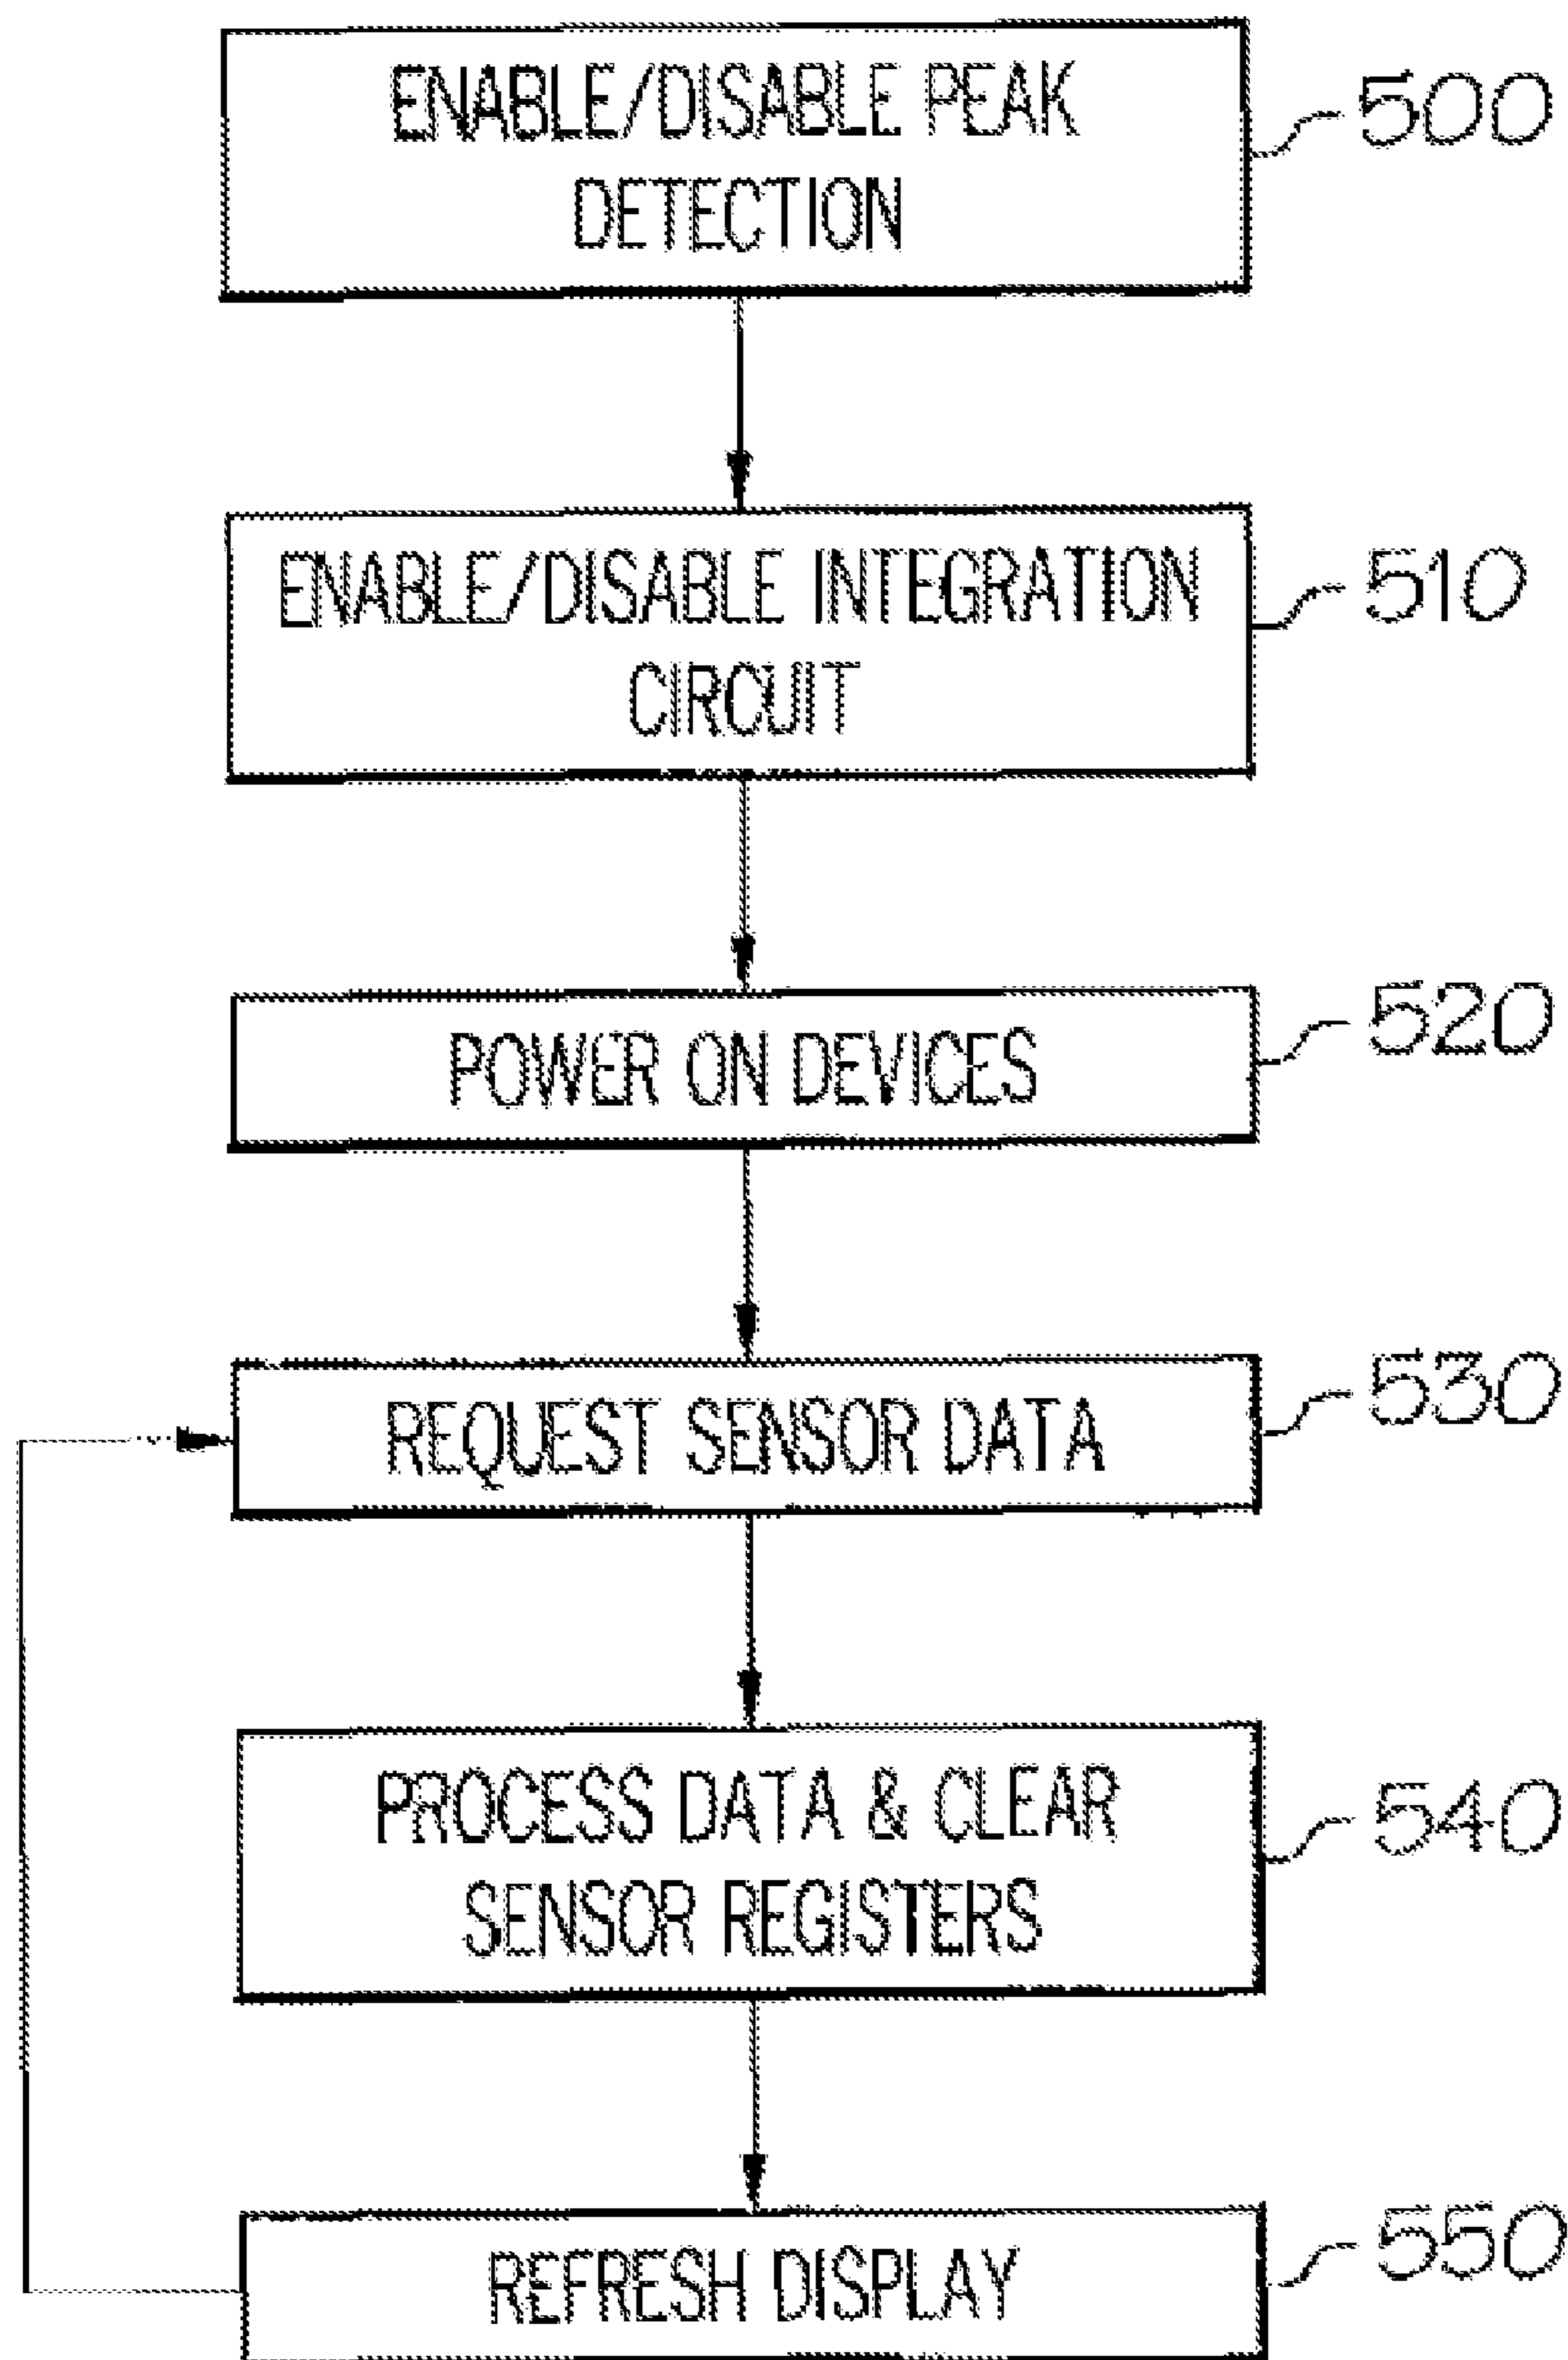 ENABLE/DISABLE PEAK
DETECTION
500
ENABLE/DISABLE INTEGRATION
CIRCUIT
510
POWER ON DEVICES
520
REQUEST SENSOR DATA
530
PROCESS DATA & CLEAR
SENSOR REGISTERS
540
REFRESH DISPLAY
550